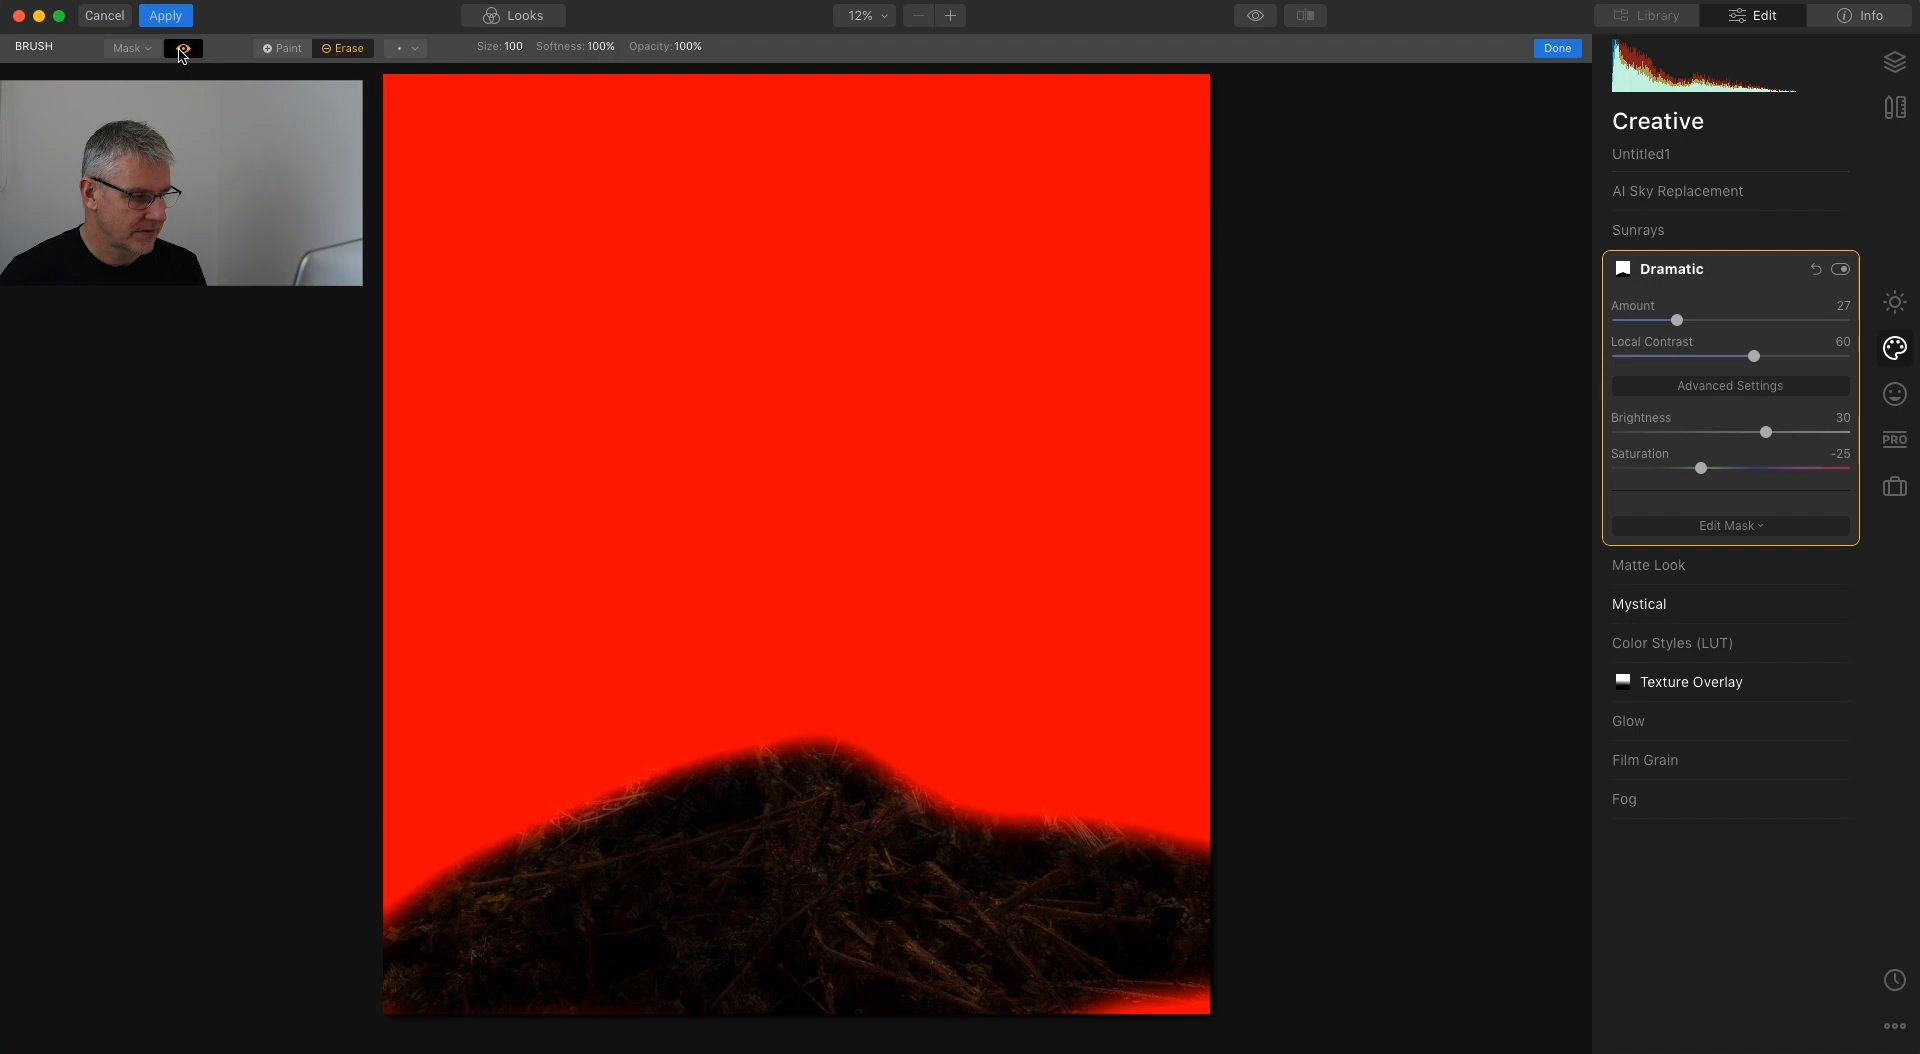 Cancel Apply Looks 12% Library Edit Info
BRUSH Mask Paint Erase Size: 100 Softness: 100% Opacity: 100% Done
Creative
Untitled1
AI Sky Replacement
Sunrays
Dramatic
Amount 27
Local Contrast 60
Advanced Settings
Brightness 30
Saturation -25
Edit Mask
Matte Look
Mystical
Color Styles (LUT)
Texture Overlay
Glow
Film Grain
Fog
PRO